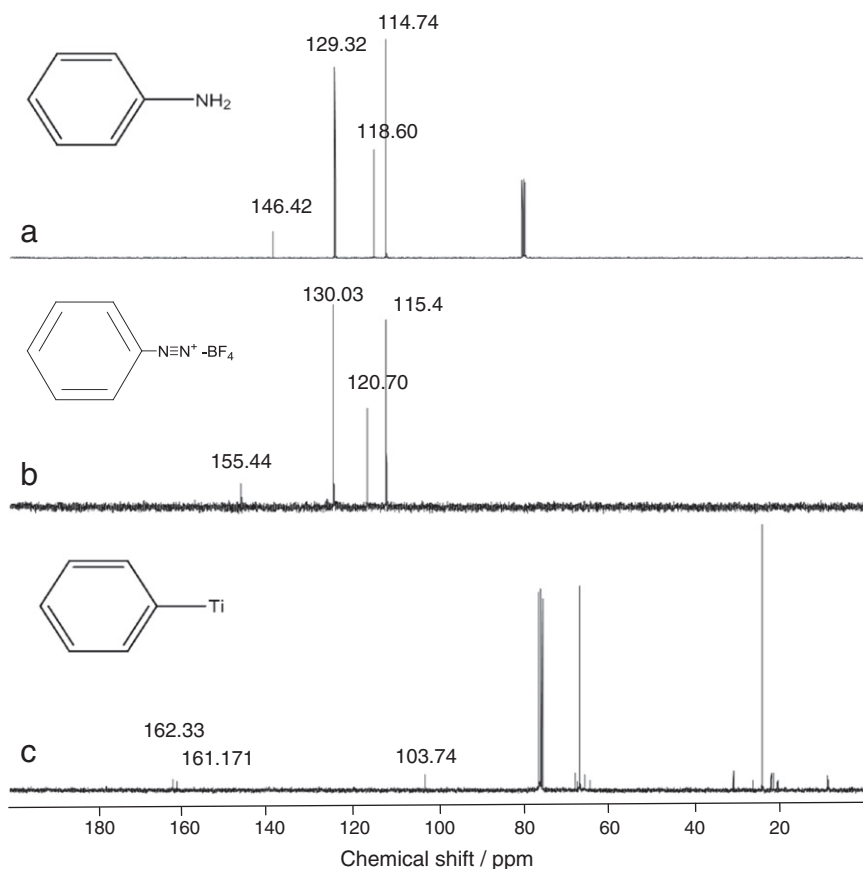 129.32
114.74
118.60
NH2
146.42
a
130.03
115.4
N≡N+ -BF4
120.70
155.44
b
Ti
162.33
161.171
103.74
c
180 160 140 120 100 80 60 40 20
Chemical shift / ppm